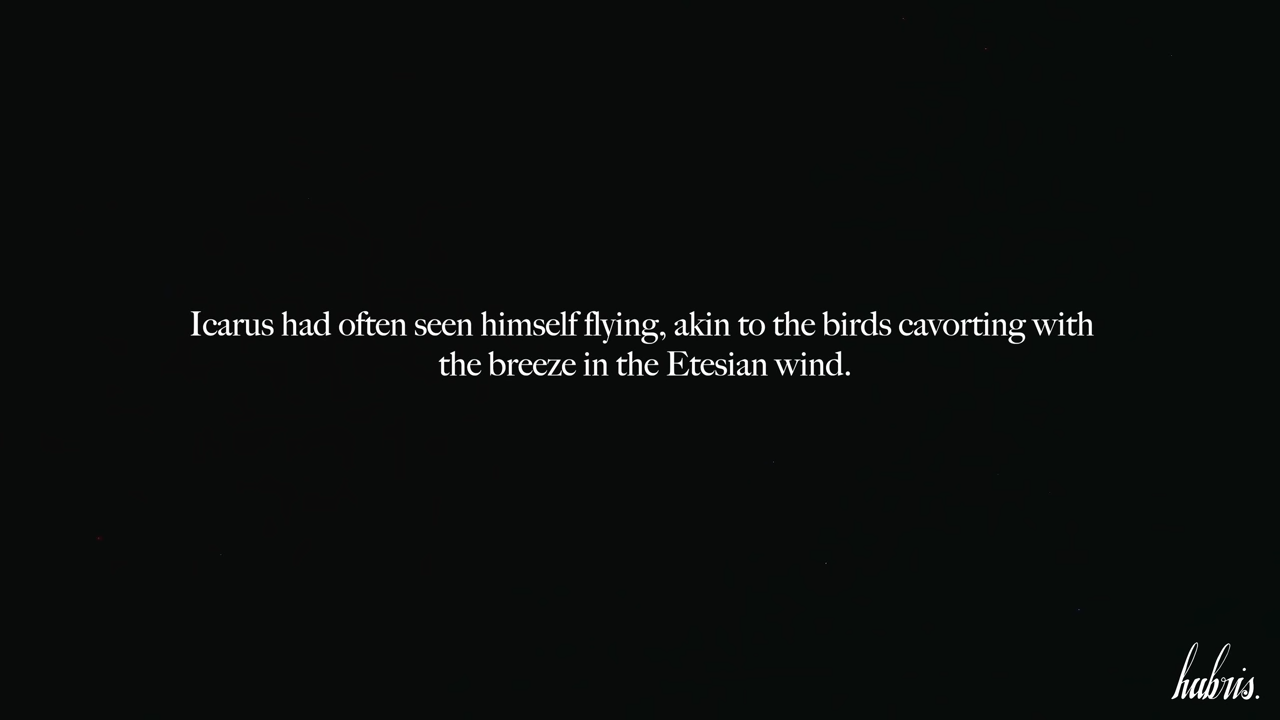 Icarus had often seen himself flying, akin to the birds cavorting with
the breeze in the Etesian wind.
hubris.